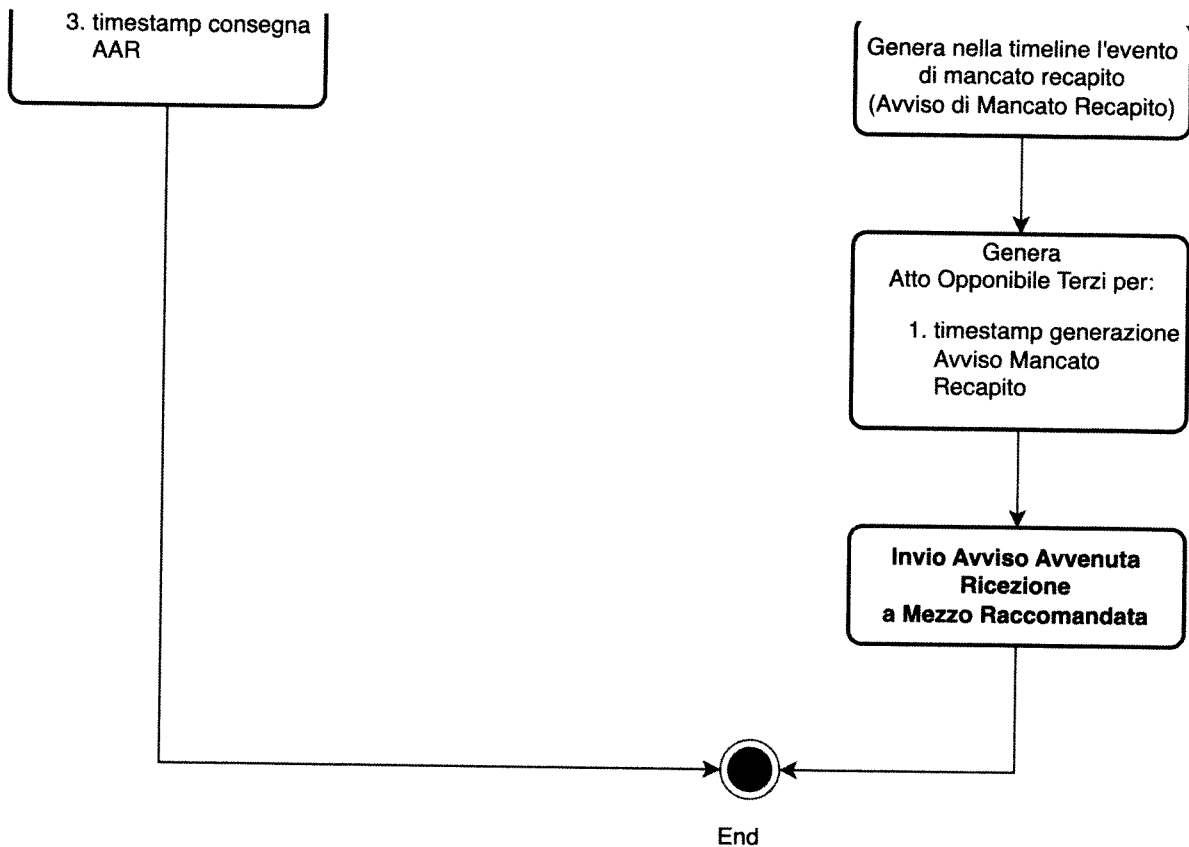 3. timestamp consegna
AAR
Genera nella timeline l'evento
di mancato recapito
(Avviso di Mancato Recapito)
Genera
Atto Opponibile Terzi per:
1. timestamp generazione
Avviso Mancato
Recapito
Invio Avviso Avvenuta
Ricezione
a Mezzo Raccomandata
End